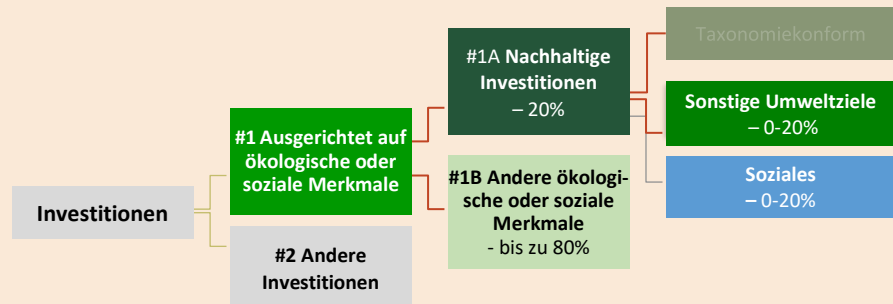 Taxonomiekonform
#1A Nachhaltige
Investitionen
– 20%
Sonstige Umweltziele
– 0-20%
#1 Ausgerichtet auf
ökologische oder
soziale Merkmale
#1B Andere ökologi-
sche oder soziale
Merkmale
- bis zu 80%
Soziales
– 0-20%
Investitionen
#2 Andere
Investitionen